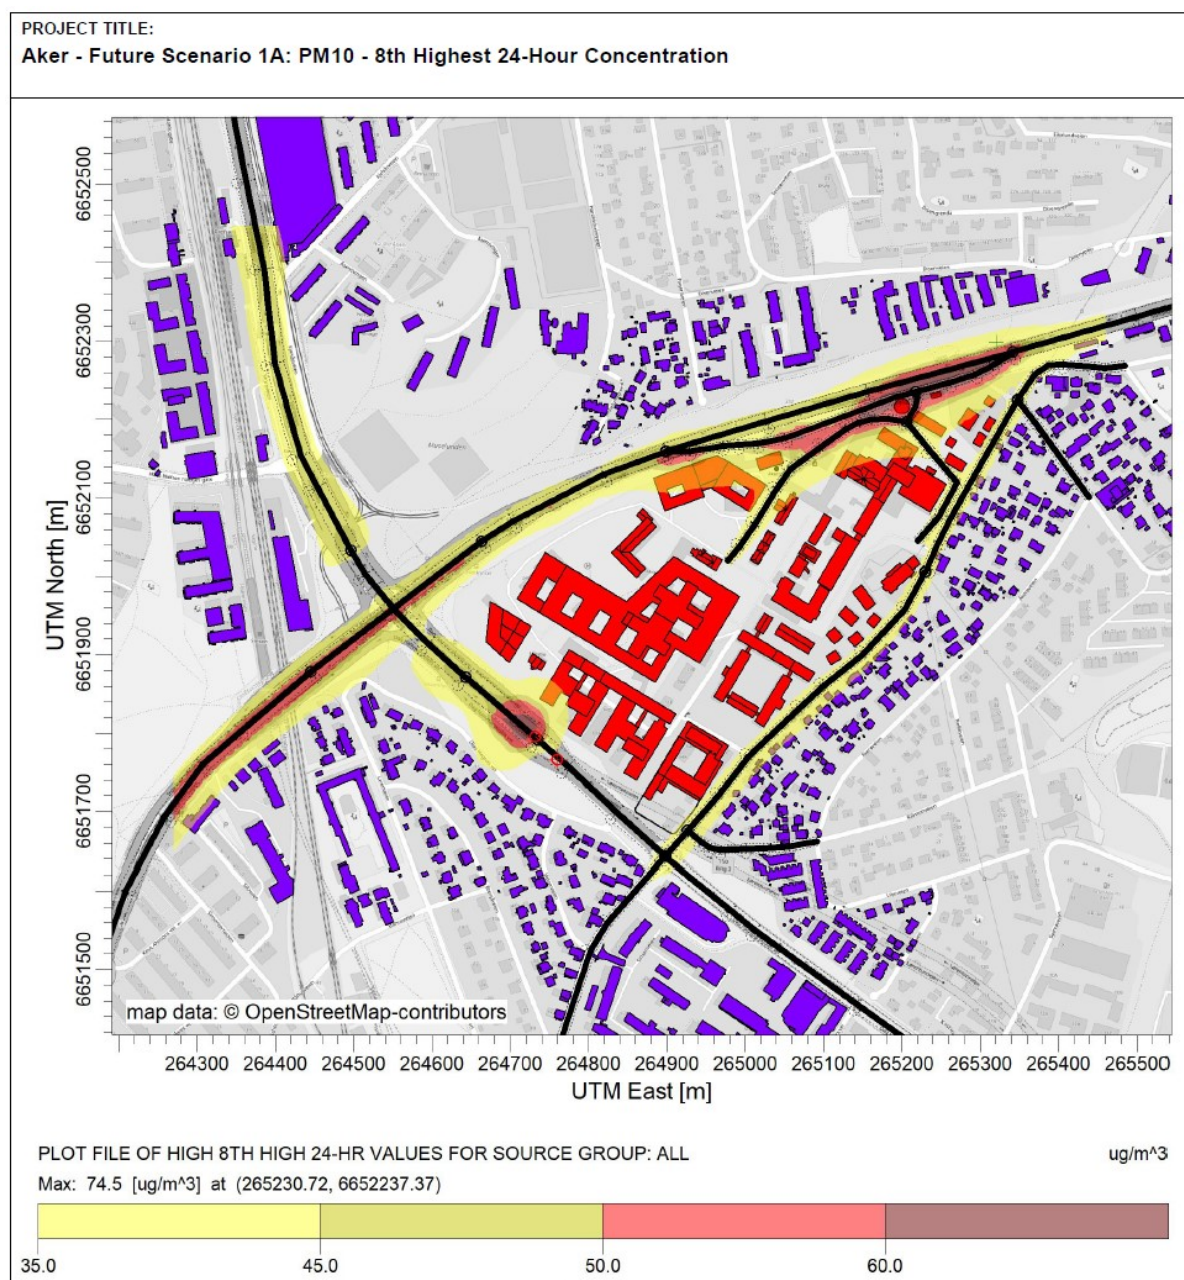 PROJECT TITLE:
Aker - Future Scenario 1A: PM10 - 8th Highest 24-Hour Concentration
UTM North [m]
6652500
6652300
6652100
6651900
6651700
6651500
map data: © OpenStreetMap-contributors
264300 264400 264500 264600 264700 264800 264900 265000 265100 265200 265300 265400 265500
UTM East [m]
PLOT FILE OF HIGH 8TH HIGH 24-HR VALUES FOR SOURCE GROUP: ALL
ug/m^3
Max: 74.5 [ug/m^3] at (265230.72, 6652237.37)
35.0 45.0 50.0 60.0